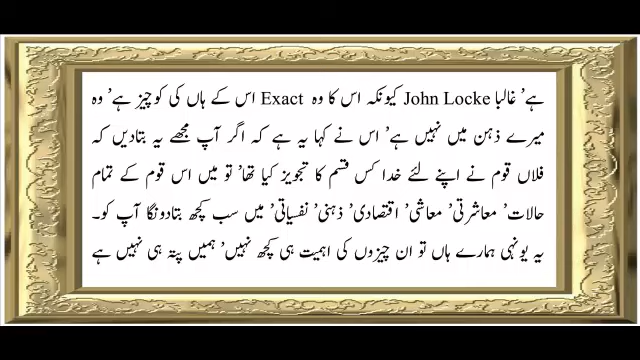 ہے' غالبا John Locke کیونکہ اس کا وہ Exact اس کے ہاں کی کوچیز ہے' وہ
میرے ذہن میں نہیں ہے' اس نے کہا یہ ہے کہ اگر آپ مجھے یہ بتادیں کہ
فلاں قوم نے اپنے لئے خدا کس قسم کا تجویز کیا تھا' تو میں اس قوم کے تمام
حالات' معاشرتی' معاشی' اقتصادی' ذہنی' نفسیاتی' میں سب کچھ بتادونگا آپ کو۔
یہ یونہی ہمارے ہاں تو ان چیزوں کی اہمیت ہی کچھ نہیں' ہمیں پتہ ہی نہیں ہے